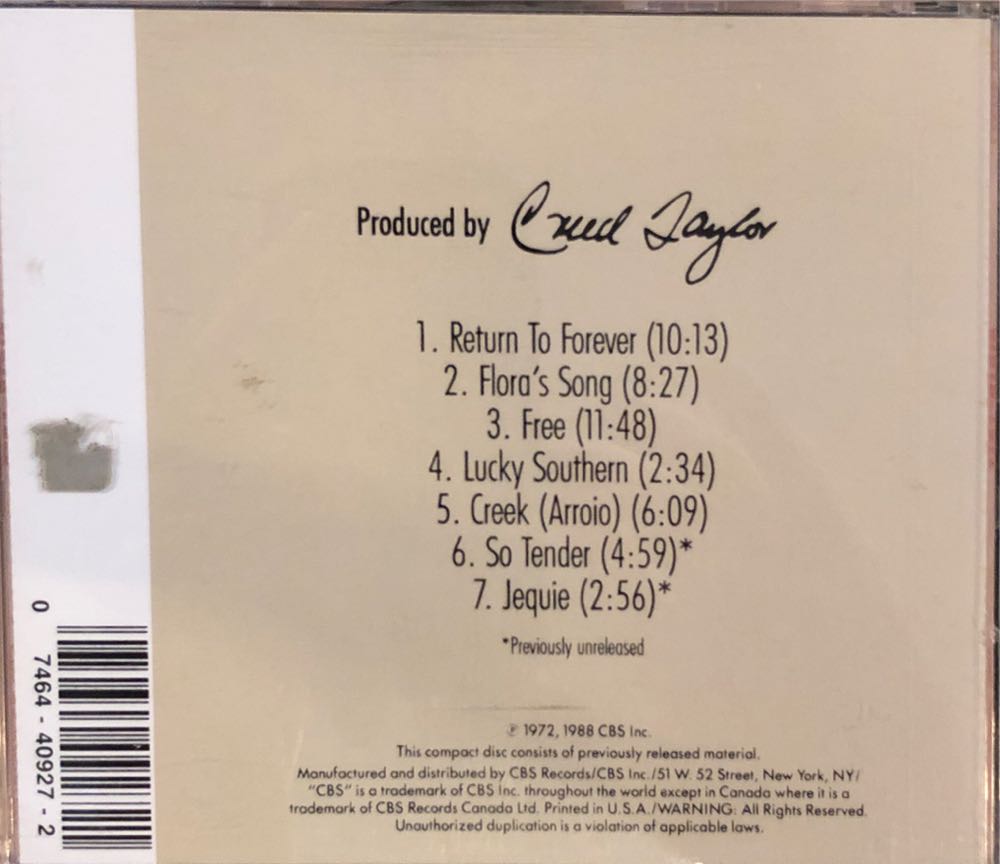 Produced by Creed Taylor
1. Return To Forever (10:13)
2. Flora's Song (8:27)
3. Free (11:48)
4. Lucky Southern (2:34)
5. Creek (Arroio) (6:09)
6. So Tender (4:59)*
7. Jequie (2:56)*
*Previously unreleased
℗ 1972, 1988 CBS Inc.
This compact disc consists of previously released material.
Manufactured and distributed by CBS Records/CBS Inc./51 W. 52 Street, New York, NY/
"CBS" is a trademark of CBS Inc. throughout the world except in Canada where it is a
trademark of CBS Records Canada Ltd. Printed in U.S.A./WARNING: All Rights Reserved.
Unauthorized duplication is a violation of applicable laws.
0 7464-40927-2